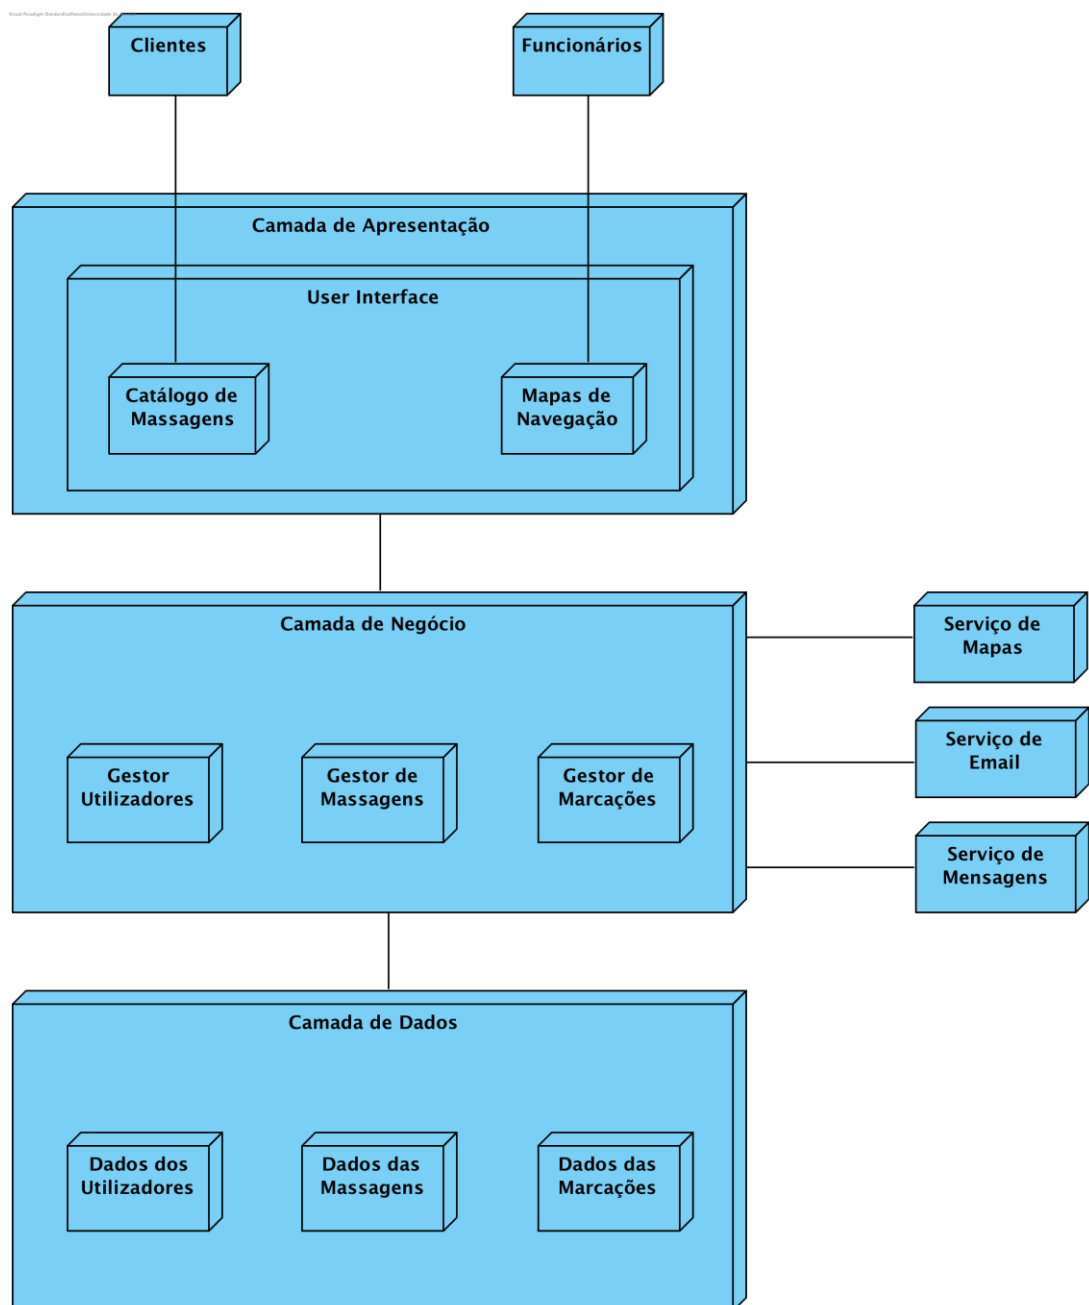 Clientes
Funcionários
Camada de Apresentação
User Interface
Catálogo de
Massagens
Mapas de
Navegação
Camada de Negócio
Serviço de
Mapas
Serviço de
Email
Gestor
Utilizadores
Gestor de
Massagens
Gestor de
Marcações
Serviço de
Mensagens
Camada de Dados
Dados dos
Utilizadores
Dados das
Massagens
Dados das
Marcações